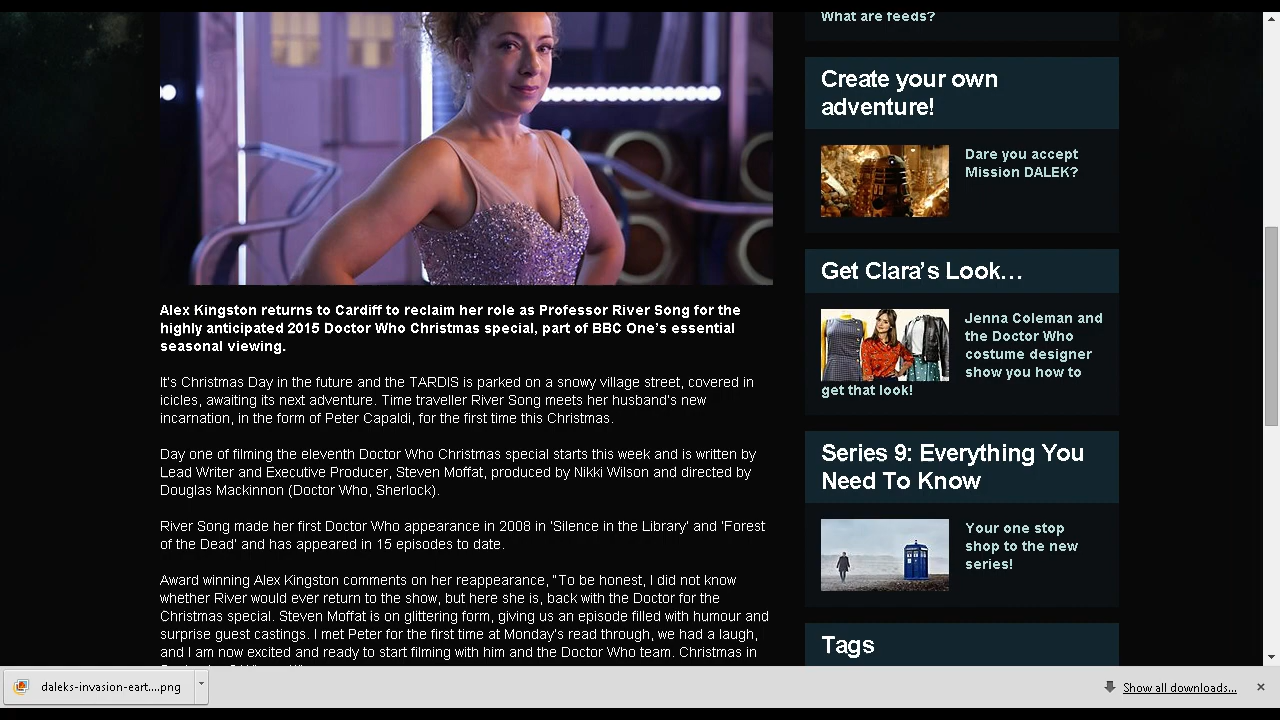 Alex Kingston returns to Cardiff to reclaim her role as Professor River Song for the
highly anticipated 2015 Doctor Who Christmas special, part of BBC One's essential
seasonal viewing.
It's Christmas Day in the future and the TARDIS is parked on a snowy village street, covered in
icicles, awaiting its next adventure. Time traveller River Song meets her husband's new
incarnation, in the form of Peter Capaldi, for the first time this Christmas.
Day one of filming the eleventh Doctor Who Christmas special starts this week and is written by
Lead Writer and Executive Producer, Steven Moffat, produced by Nikki Wilson and directed by
Douglas Mackinnon (Doctor Who, Sherlock).
River Song made her first Doctor Who appearance in 2008 in 'Silence in the Library' and 'Forest
of the Dead' and has appeared in 15 episodes to date.
Award winning Alex Kingston comments on her reappearance, "To be honest, I did not know
whether River would ever return to the show, but here she is, back with the Doctor for the
Christmas special. Steven Moffat is on glittering form, giving us an episode filled with humour and
surprise guest castings. I met Peter for the first time at Monday's read through, we had a laugh,
and I am now excited and ready to start filming with him and the Doctor Who team. Christmas in
What are feeds?
Create your own
adventure!
Dare you accept
Mission DALEK?
Get Clara's Look...
Jenna Coleman and
the Doctor Who
costume designer
show you how to
get that look!
Series 9: Everything You
Need To Know
Your one stop
shop to the new
series!
Tags
daleks-invasion-eart....png
Show all downloads...